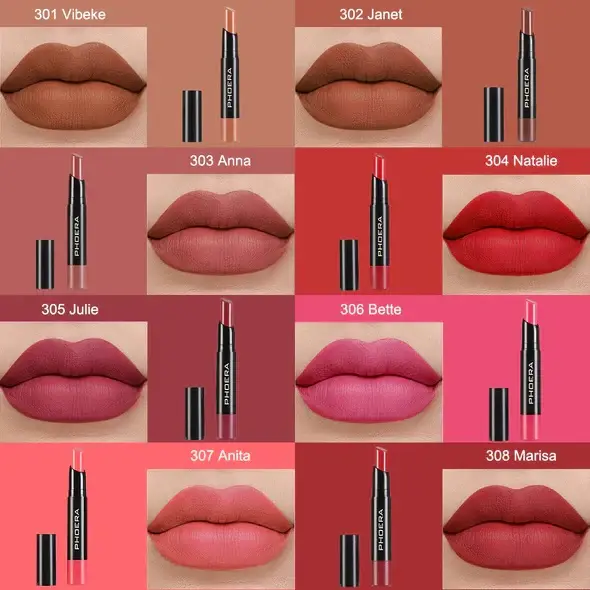 301 Vibeke
PHOERA
302 Janet
PHOERA
PHOERA
303 Anna
PHOERA
304 Natalie
305 Julie
PHOERA
306 Bette
PHOERA
PHOERA
307 Anita
PHOERA
308 Marisa